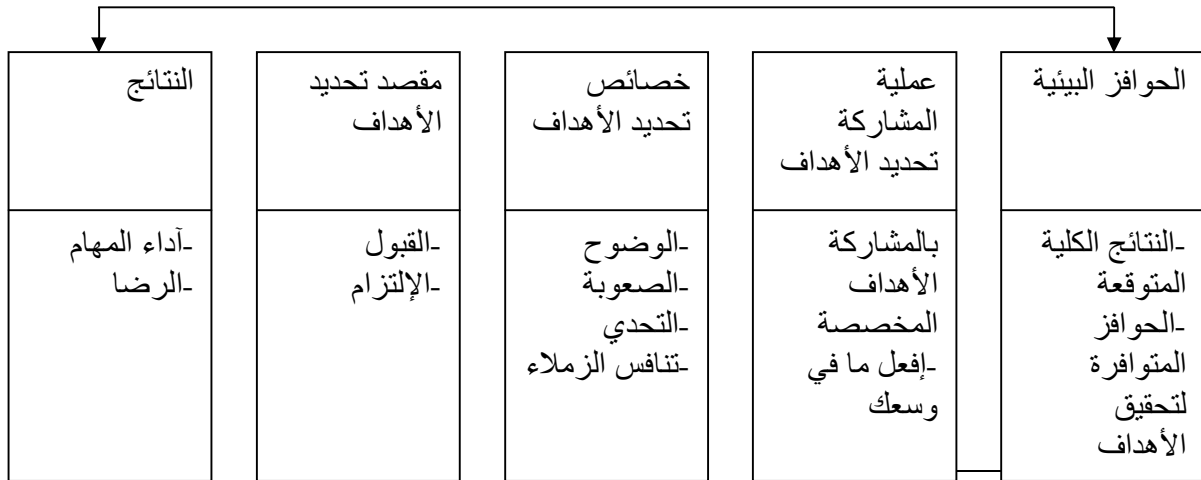 الحوافز البيئية
-النتائج الكلية
المتوقعة
-الحوافز
المتوافرة
لتحقيق
الأهداف
عملية
المشاركة
تحديد الأهداف
بالمشاركة
الأهداف
المخصصة
-إفعل ما في
وسعك
خصائص
تحديد الأهداف
-الوضوح
-الصعوبة
-التحدي
-تنافس الزملاء
مقصد تحديد
الأهداف
-القبول
-الإلتزام
النتائج
-آداء المهام
-الرضا